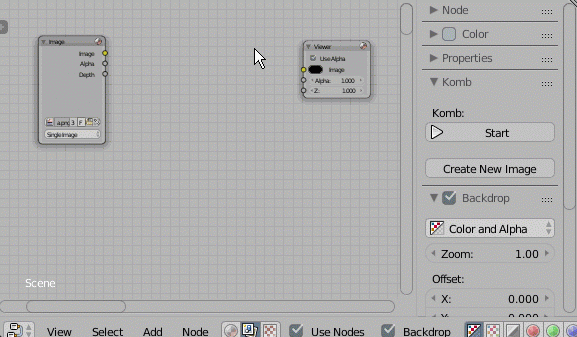 Image
Image
Alpha
Depth
3 F
Single Image
Viewer
Use Alpha
Image
Alpha: 1.000
Z: 1.000
Scene
Node
Color
Properties
Komb
Komb:
Start
Create New Image
Backdrop
Color and Alpha
Zoom: 1.00
Offset:
X: 0.000
Y: 0.000
View Select Add Node Use Nodes Backdrop